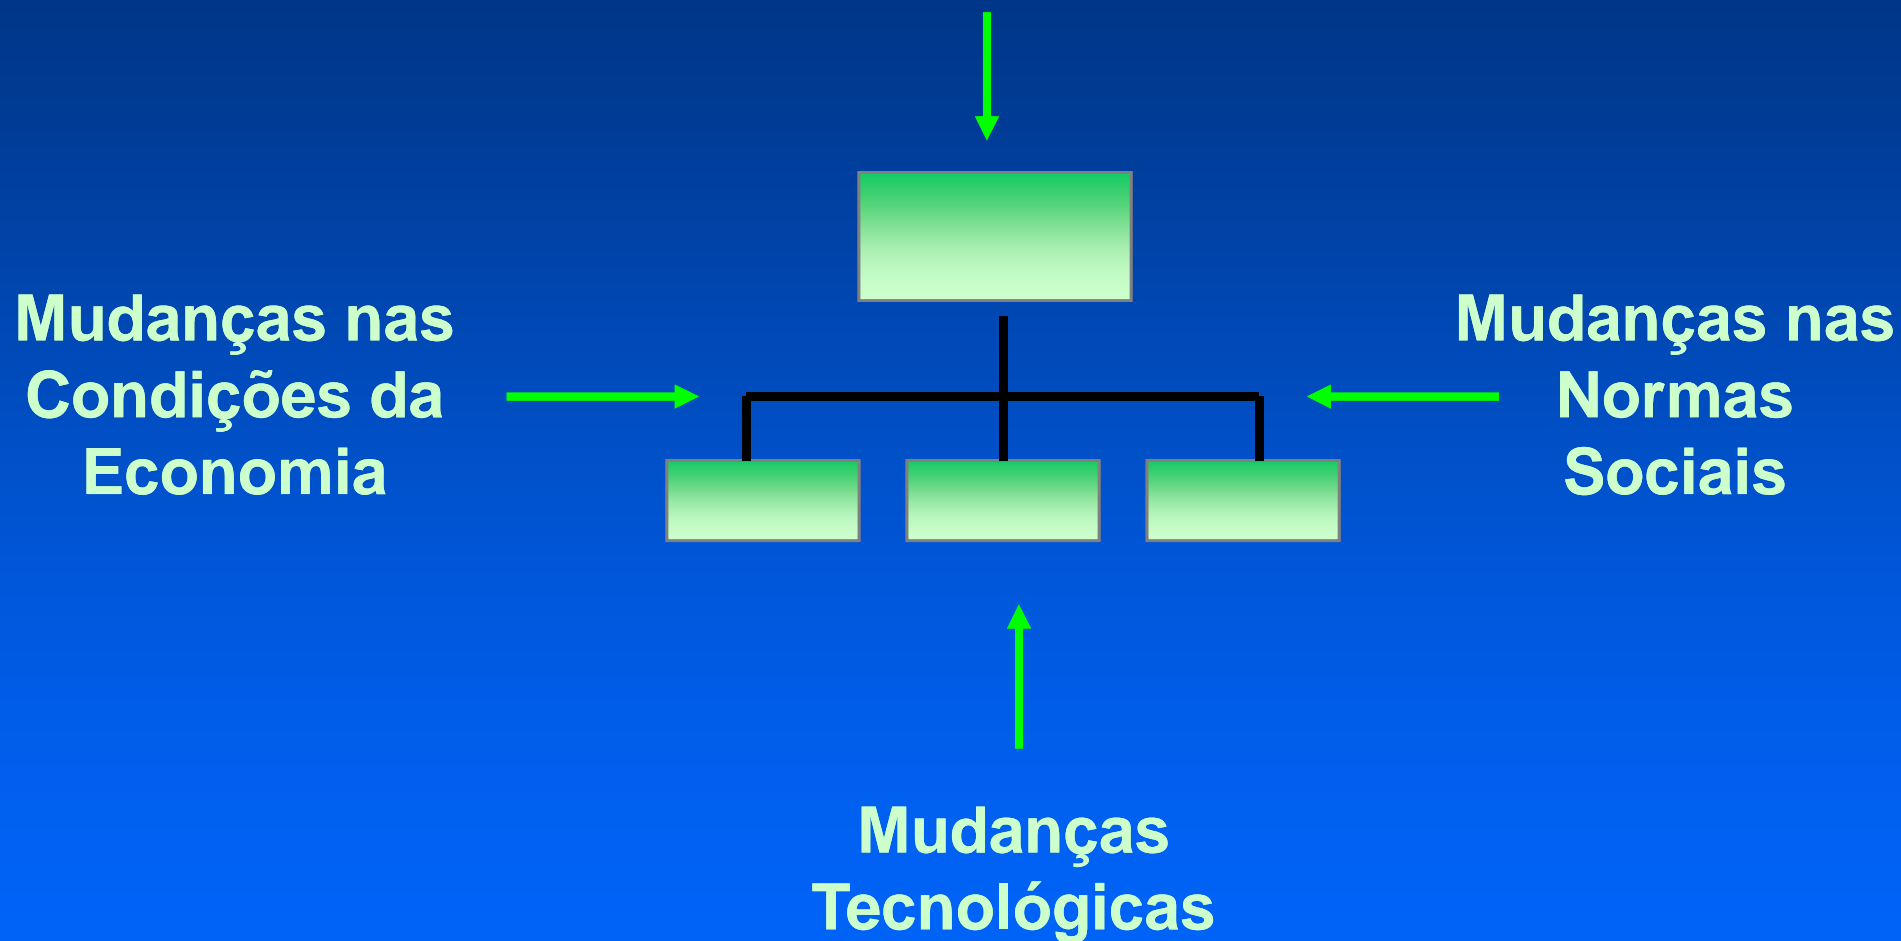 Mudanças nas
Condições da
Economia
Mudanças nas
Normas
Sociais
Mudanças
Tecnológicas